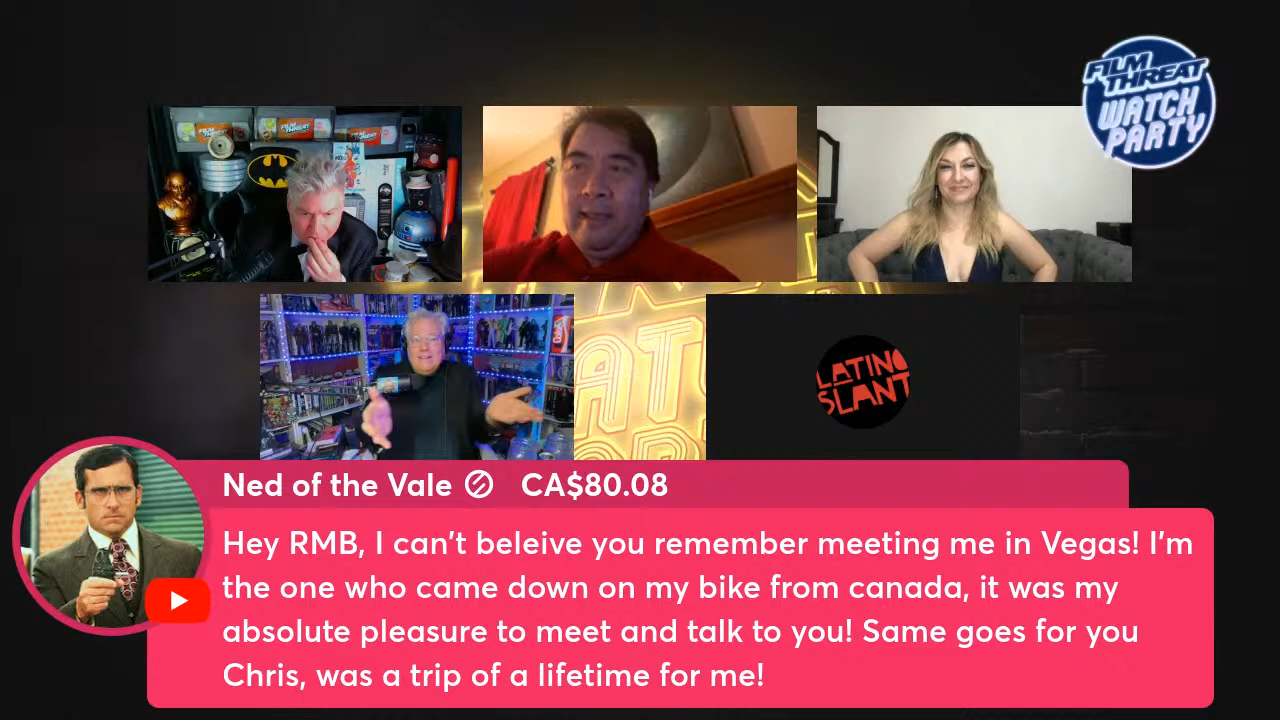 FILM
THREAT
WATCH
PARTY
LATINO
SLANT
Ned of the Vale CA$80.08
Hey RMB, I can't beleive you remember meeting me in Vegas! I'm
the one who came down on my bike from canada, it was my
absolute pleasure to meet and talk to you! Same goes for you
Chris, was a trip of a lifetime for me!